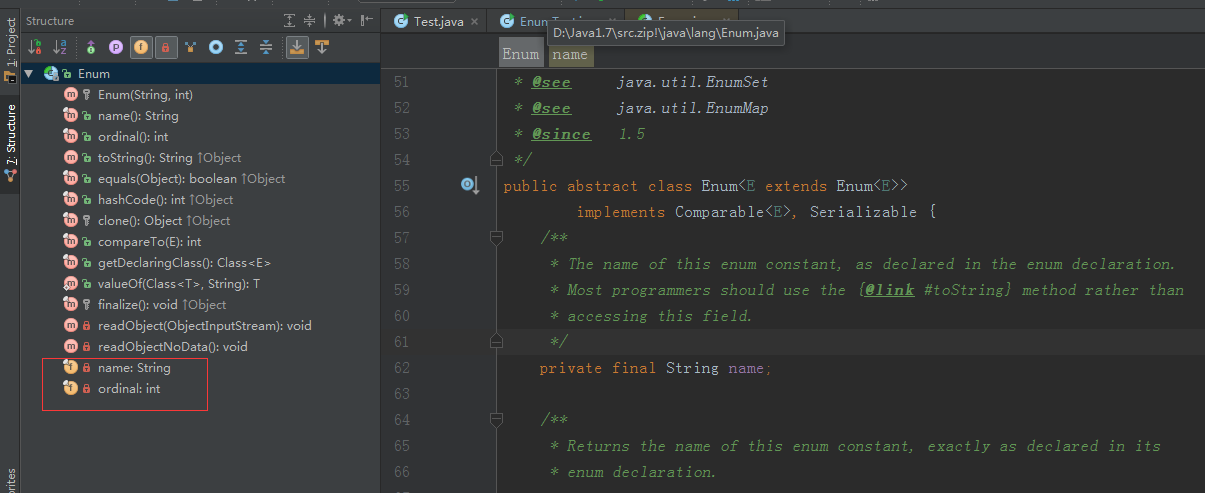 Structure
Test.java
D:\Java1.7\src.zip!\java\lang\Enum.java
1: Project
7: Structure
Enum
Enum(String, int)
name(): String
ordinal(): int
toString(): String ↑Object
equals(Object): boolean ↑Object
hashCode(): int ↑Object
clone(): Object ↑Object
compareTo(E): int
getDeclaringClass(): Class<E>
valueOf(Class<T>, String): T
finalize(): void ↑Object
readObject(ObjectInputStream): void
readObjectNoData(): void
name: String
ordinal: int
Enum name
51 * @see java.util.EnumSet
52 * @see java.util.EnumMap
53 * @since 1.5
54 */
55 public abstract class Enum<E extends Enum<E>>
56 implements Comparable<E>, Serializable {
57 /**
58 * The name of this enum constant, as declared in the enum declaration.
59 * Most programmers should use the {@link #toString} method rather than
60 * accessing this field.
61 */
62 private final String name;
63
64 /**
65 * Returns the name of this enum constant, exactly as declared in its
66 * enum declaration.